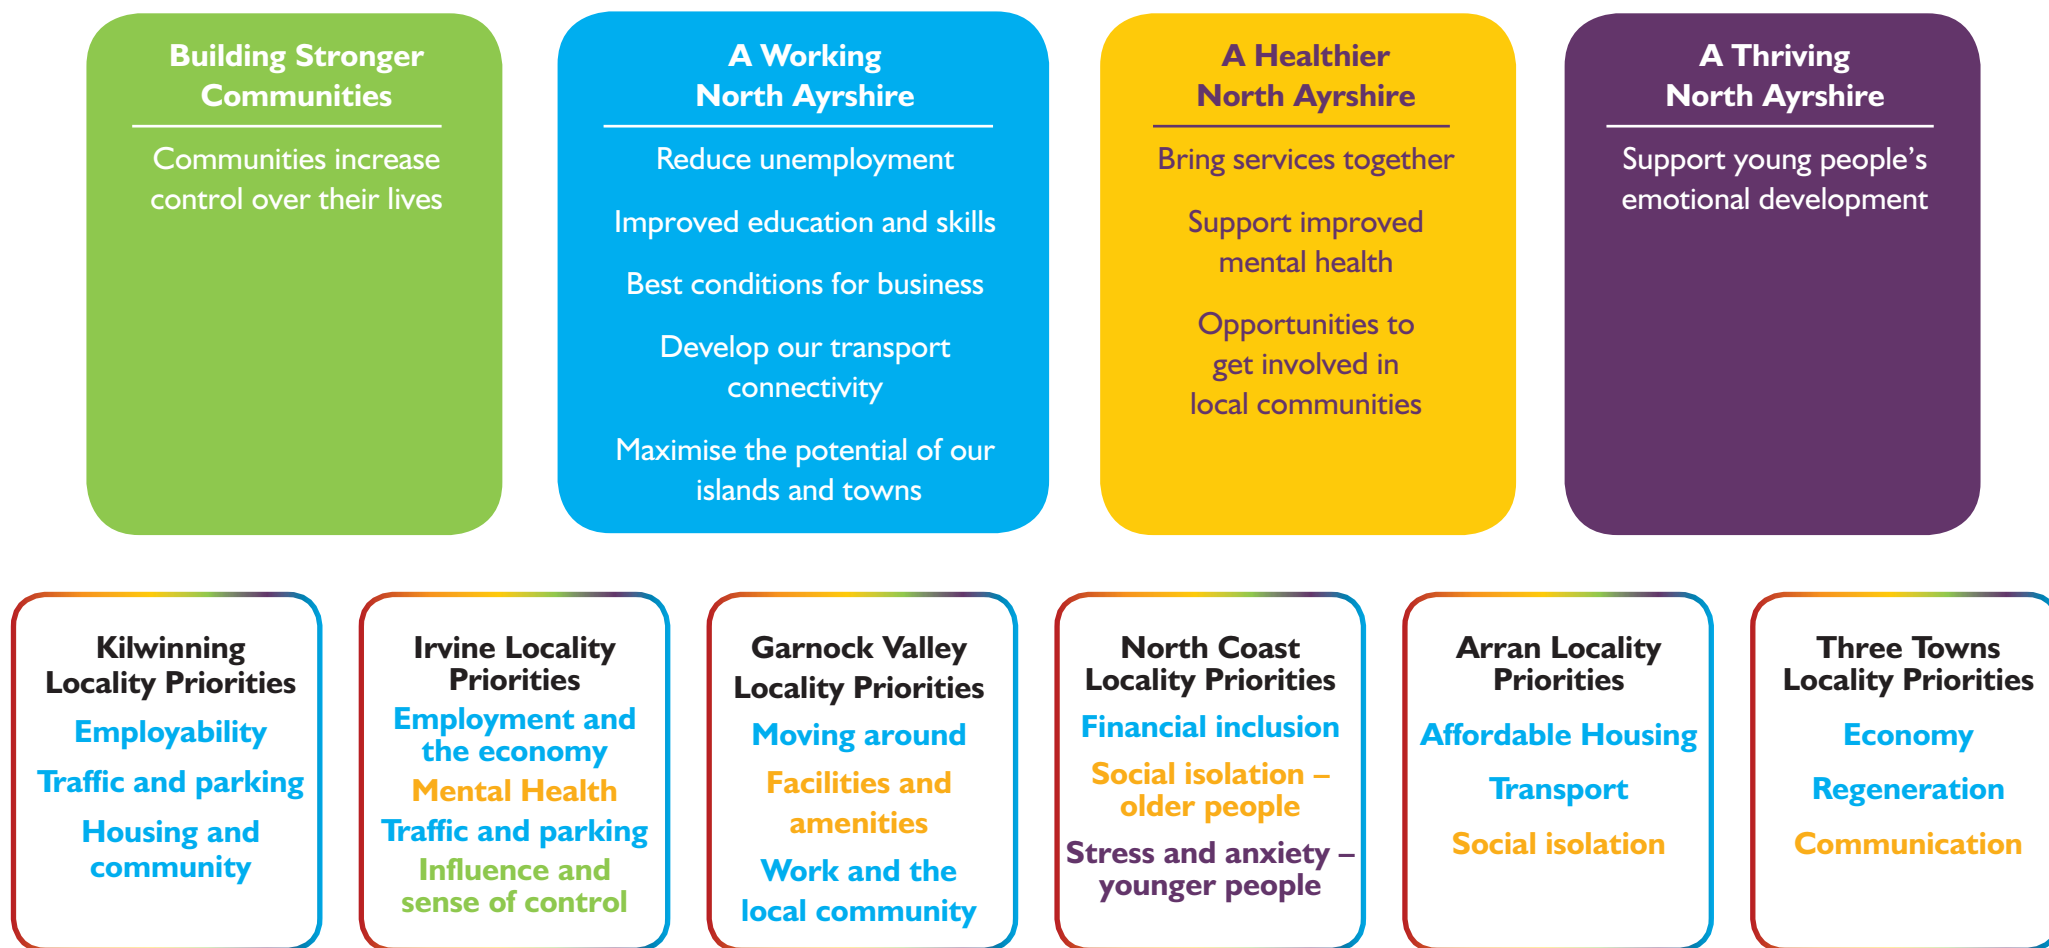 Building Stronger
Communities
Communities increase
control over their lives
A Working
North Ayrshire
Reduce unemployment
Improved education and skills
Best conditions for business
Develop our transport
connectivity
Maximise the potential of our
islands and towns
A Healthier
North Ayrshire
Bring services together
Support improved
mental health
Opportunities to
get involved in
local communities
A Thriving
North Ayrshire
Support young people’s
emotional development
Kilwinning
Locality Priorities
Employability
Traffic and parking
Housing and
community
Irvine Locality
Priorities
Employment and
the economy
Mental Health
Traffic and parking
Influence and
sense of control
Garnock Valley
Locality Priorities
Moving around
Facilities and
amenities
Work and the
local community
North Coast
Locality Priorities
Financial inclusion
Social isolation –
older people
Stress and anxiety –
younger people
Arran Locality
Priorities
Affordable Housing
Transport
Social isolation
Three Towns
Locality Priorities
Economy
Regeneration
Communication